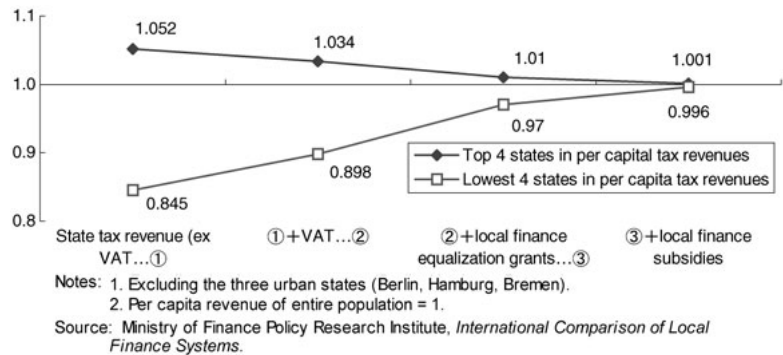 1.1
1.052
1.034
1.01
1.001
1.0
0.996
0.97
0.9
0.898
0.845
Top 4 states in per capital tax revenues
Lowest 4 states in per capita tax revenues
0.8
State tax revenue (ex
VAT…①
①+VAT…②
②+local finance
equalization grants…③
③+local finance
subsidies
Notes: 1. Excluding the three urban states (Berlin, Hamburg, Bremen).
2. Per capita revenue of entire population = 1.
Source: Ministry of Finance Policy Research Institute, International Comparison of Local
Finance Systems.